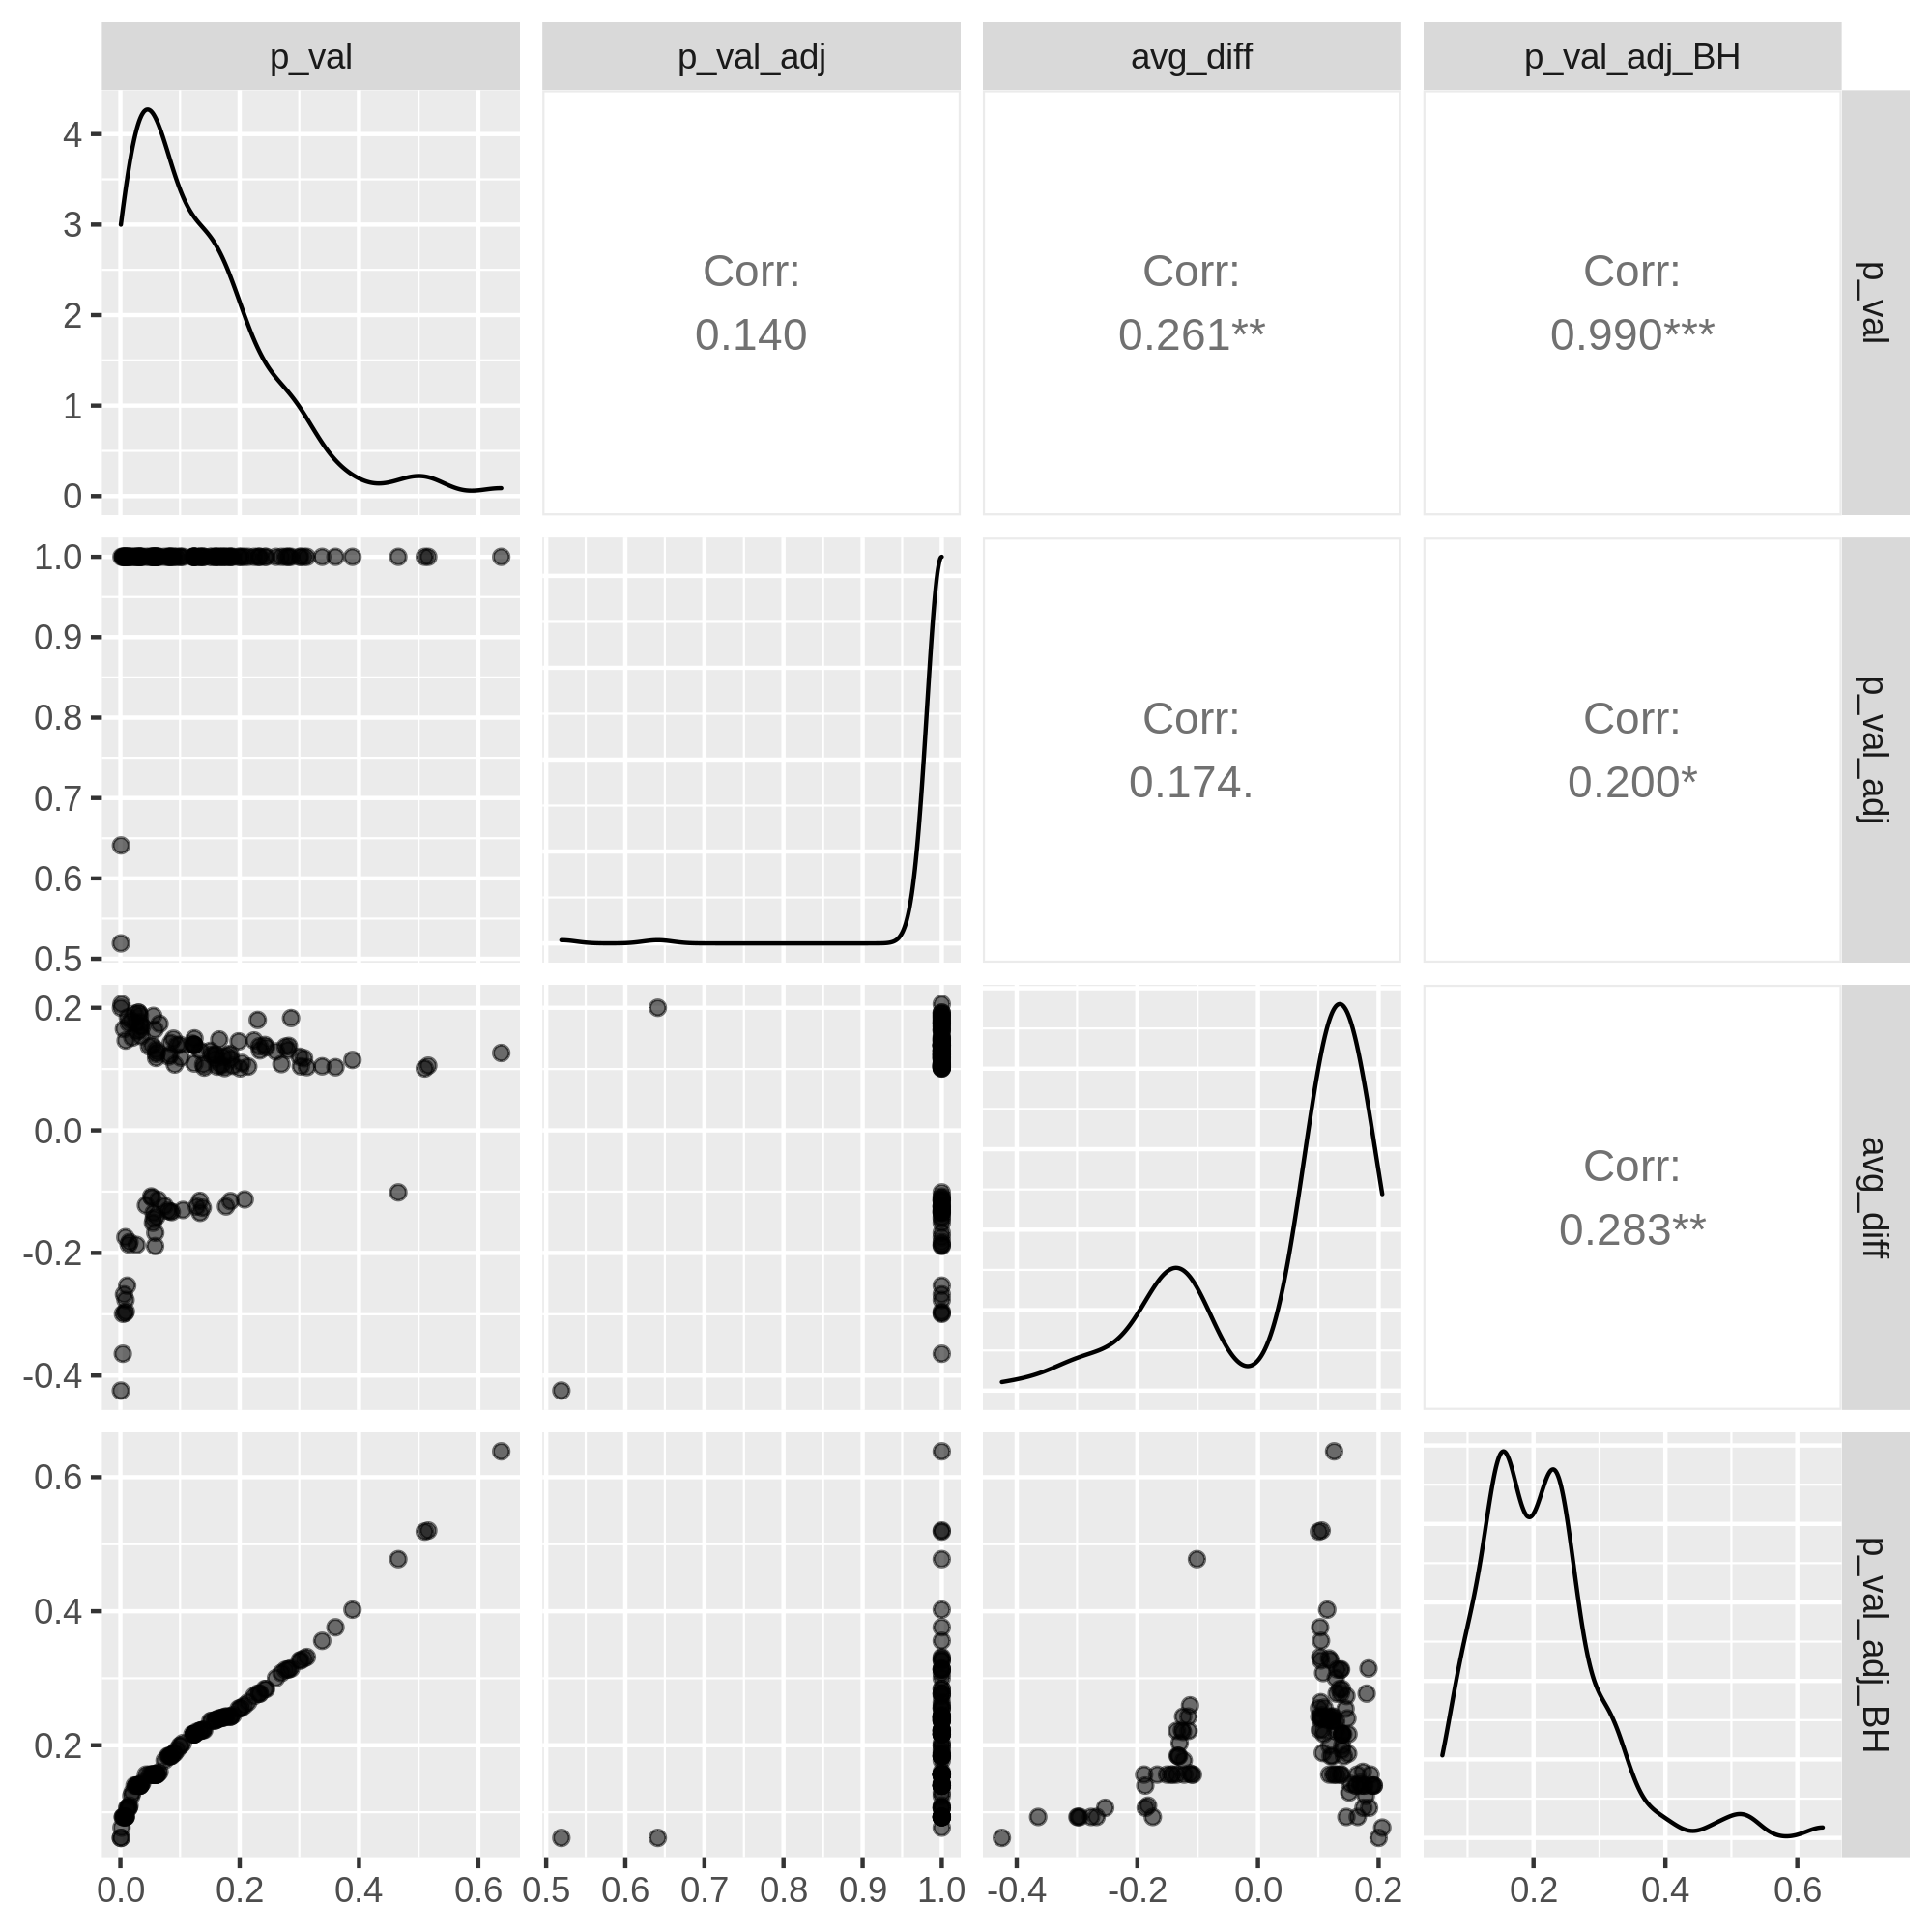 p_val p_val_adj avg_diff p_val_adj_BH
4
3
2
1
0
Corr:
0.140
Corr:
0.261**
Corr:
0.990***
p_val
1.0
0.9
0.8
0.7
0.6
0.5
Corr:
0.174.
Corr:
0.200*
p_val_adj
0.2
0.0
-0.2
-0.4
Corr:
0.283**
avg_diff
0.6
0.4
0.2
p_val_adj_BH
0.0 0.2 0.4 0.6 0.5 0.6 0.7 0.8 0.9 1.0 -0.4 -0.2 0.0 0.2 0.2 0.4 0.6